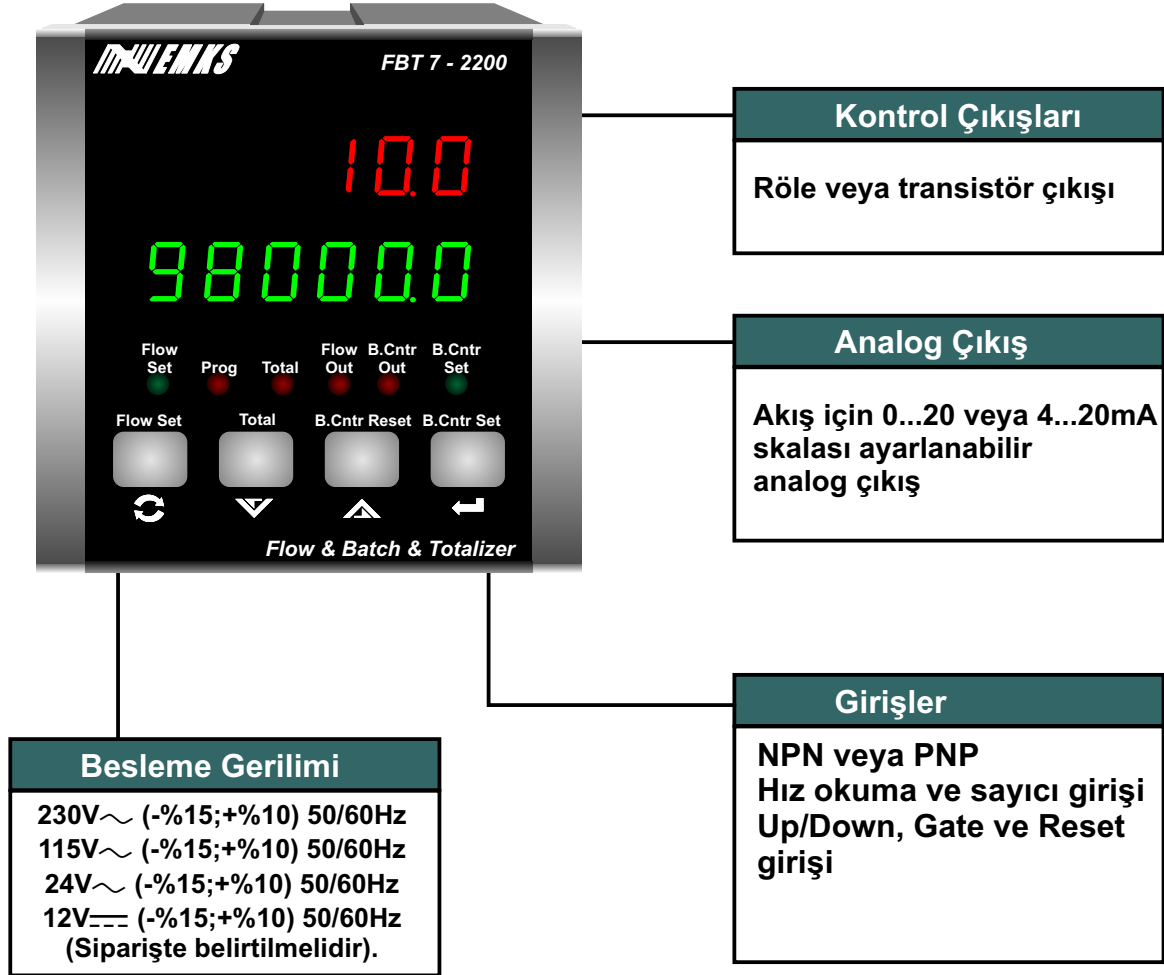 EMKS
FBT 7 - 2200
10.0
98000.0
Flow Set
Prog
Total
Flow Out
B.Cntr Out
B.Cntr Set
Flow Set
Total
B.Cntr Reset
B.Cntr Set
Flow & Batch & Totalizer
Kontrol Çıkışları
Röle veya transistör çıkışı
Analog Çıkış
Akış için 0...20 veya 4...20mA
skalası ayarlanabilir
analog çıkış
Girişler
NPN veya PNP
Hız okuma ve sayıcı girişi
Up/Down, Gate ve Reset
girişi
Besleme Gerilimi
230V～ (-%15;+%10) 50/60Hz
115V～ (-%15;+%10) 50/60Hz
24V～ (-%15;+%10) 50/60Hz
12V⎓ (-%15;+%10) 50/60Hz
(Siparişte belirtilmelidir).